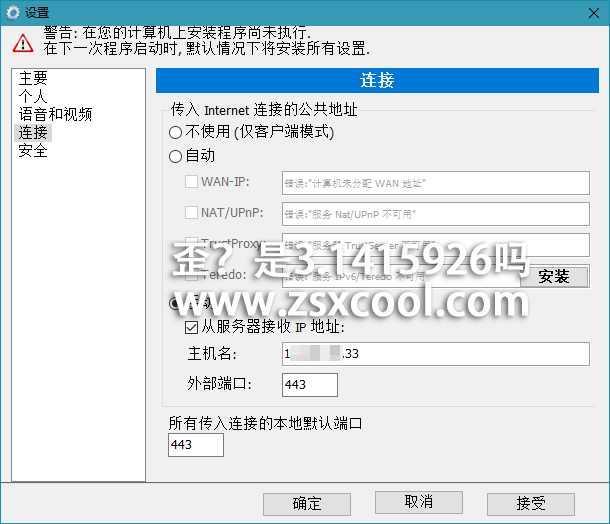 设置
警告: 在您的计算机上安装程序尚未执行.
在下一次程序启动时, 默认情况下将安装所有设置.
主要
个人
语音和视频
连接
安全
连接
传入 Internet 连接的公共地址
不使用 (仅客户端模式)
自动
WAN-IP:
错误:"计算机未分配 WAN 地址"
NAT/UPnP:
错误:"服务 Nat/UPnP 不可用"
TrustProxy:
错误:"服务器 TrustServer 不可用"
歪？是3.1415926吗
Teredo:
错误:"服务 IPv6/Teredo 不可用"
安装
www.zsxcool.com
从服务器接收 IP 地址:
主机名:
1 .33
外部端口:
443
所有传入连接的本地默认端口
443
确定
取消
接受